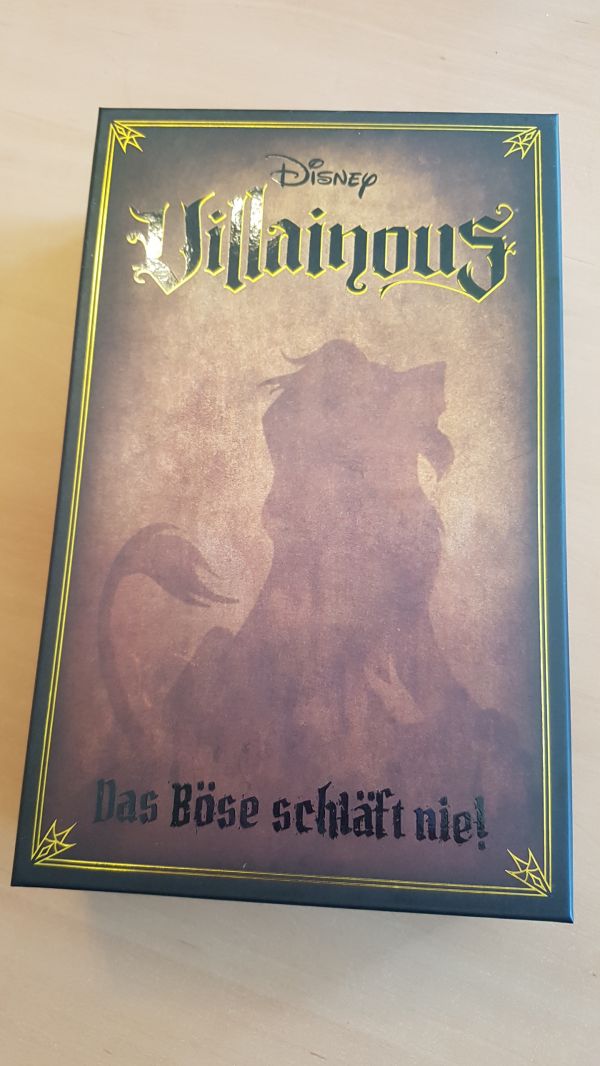 Disney
Villainous
Das Böse schläft nie!